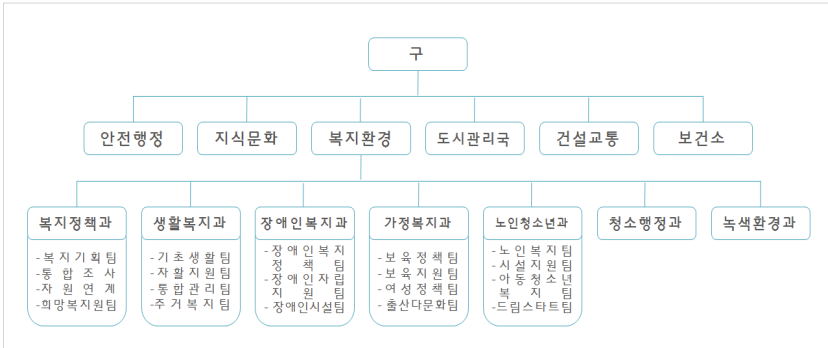 구
안전행정
지식문화
복지환경
도시관리국
건설교통
보건소
복지정책과
-복지기획팀
-통합조사
-자원연계
-희망복지원팀
생활복지과
-기초생활팀
-자활지원팀
-통합관리팀
-주거복지팀
장애인복지과
-장애인복지
정책팀
-장애인자립
지원팀
-장애인시설팀
가정복지과
-보육정책팀
-보육지원팀
-여성정책팀
-출산다문화팀
노인청소년과
-노인복지팀
-시설지원팀
-아동청소년
복지팀
-드림스타트팀
청소행정과
녹색환경과